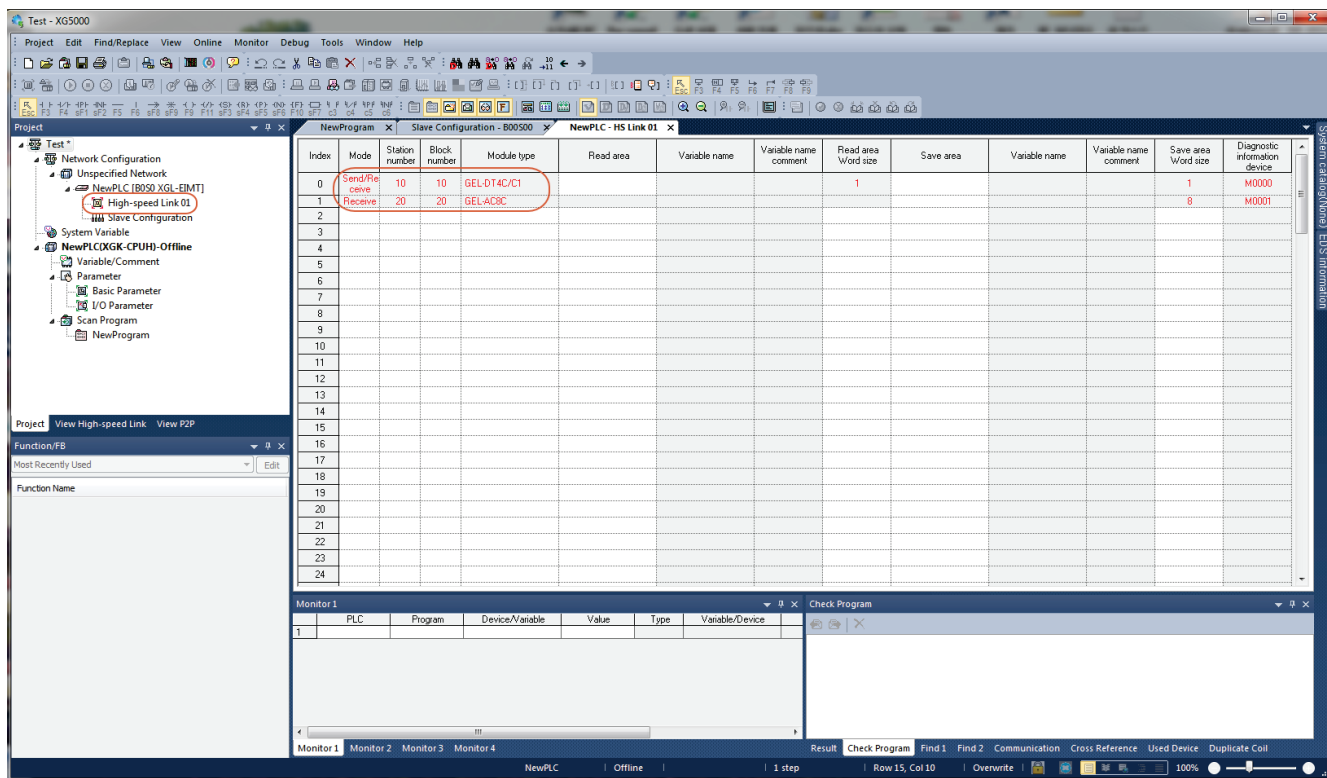 Test - XG5000
Project Edit Find/Replace View Online Monitor Debug Tools Window Help
Project
Test *
Network Configuration
Unspecified Network
NewPLC [B0S0 XGL-EIMT]
High-speed Link 01
Slave Configuration
System Variable
NewPLC(XGK-CPUH)-Offline
Variable/Comment
Parameter
Basic Parameter
I/O Parameter
Scan Program
NewProgram
Project View High-speed Link View P2P
Function/FB
Most Recently Used Edit
Function Name
NewProgram Slave Configuration - B00S00 NewPLC - HS Link 01
Index Mode Station number Block number Module type Read area Variable name Variable name comment Read area Word size Save area Variable name Variable name comment Save area Word size Diagnostic information device
0 Send/Receive 10 10 GEL-DT4C/C1 1 1 M0000
1 Receive 20 20 GEL-AC8C 8 M0001
2
3
4
5
6
7
8
9
10
11
12
13
14
15
16
17
18
19
20
21
22
23
24
System catalog(None) EDS information
Monitor 1
PLC Program Device/Variable Value Type Variable/Device
1
Monitor 1 Monitor 2 Monitor 3 Monitor 4
Check Program
Result Check Program Find 1 Find 2 Communication Cross Reference Used Device Duplicate Coil
NewPLC Offline 1 step Row 15, Col 10 Overwrite 100%